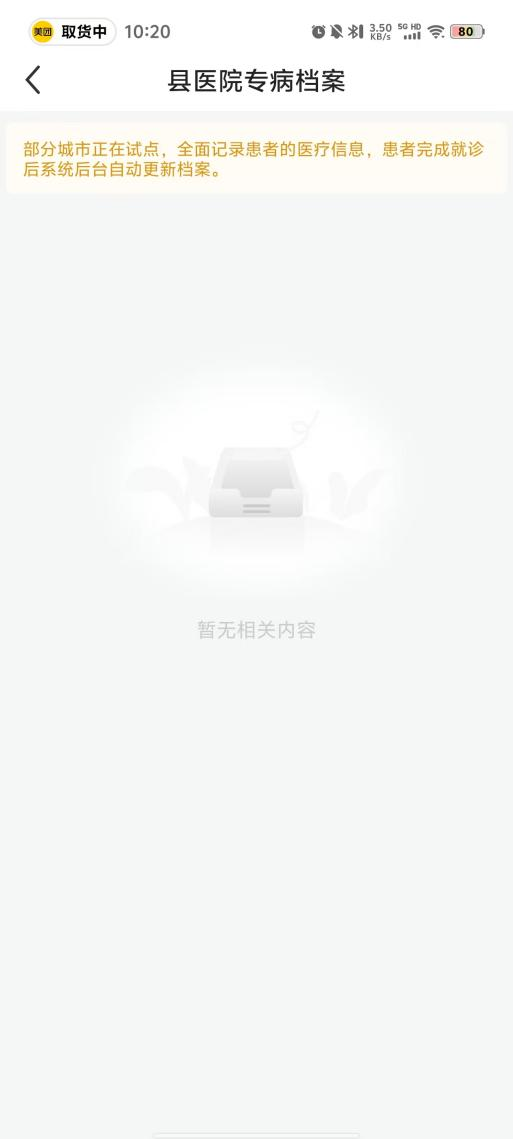 美团 取货中 10:20 3.50 KB/s 5G HD 80
县医院专病档案
部分城市正在试点，全面记录患者的医疗信息，患者完成就诊
后系统后台自动更新档案。
暂无相关内容